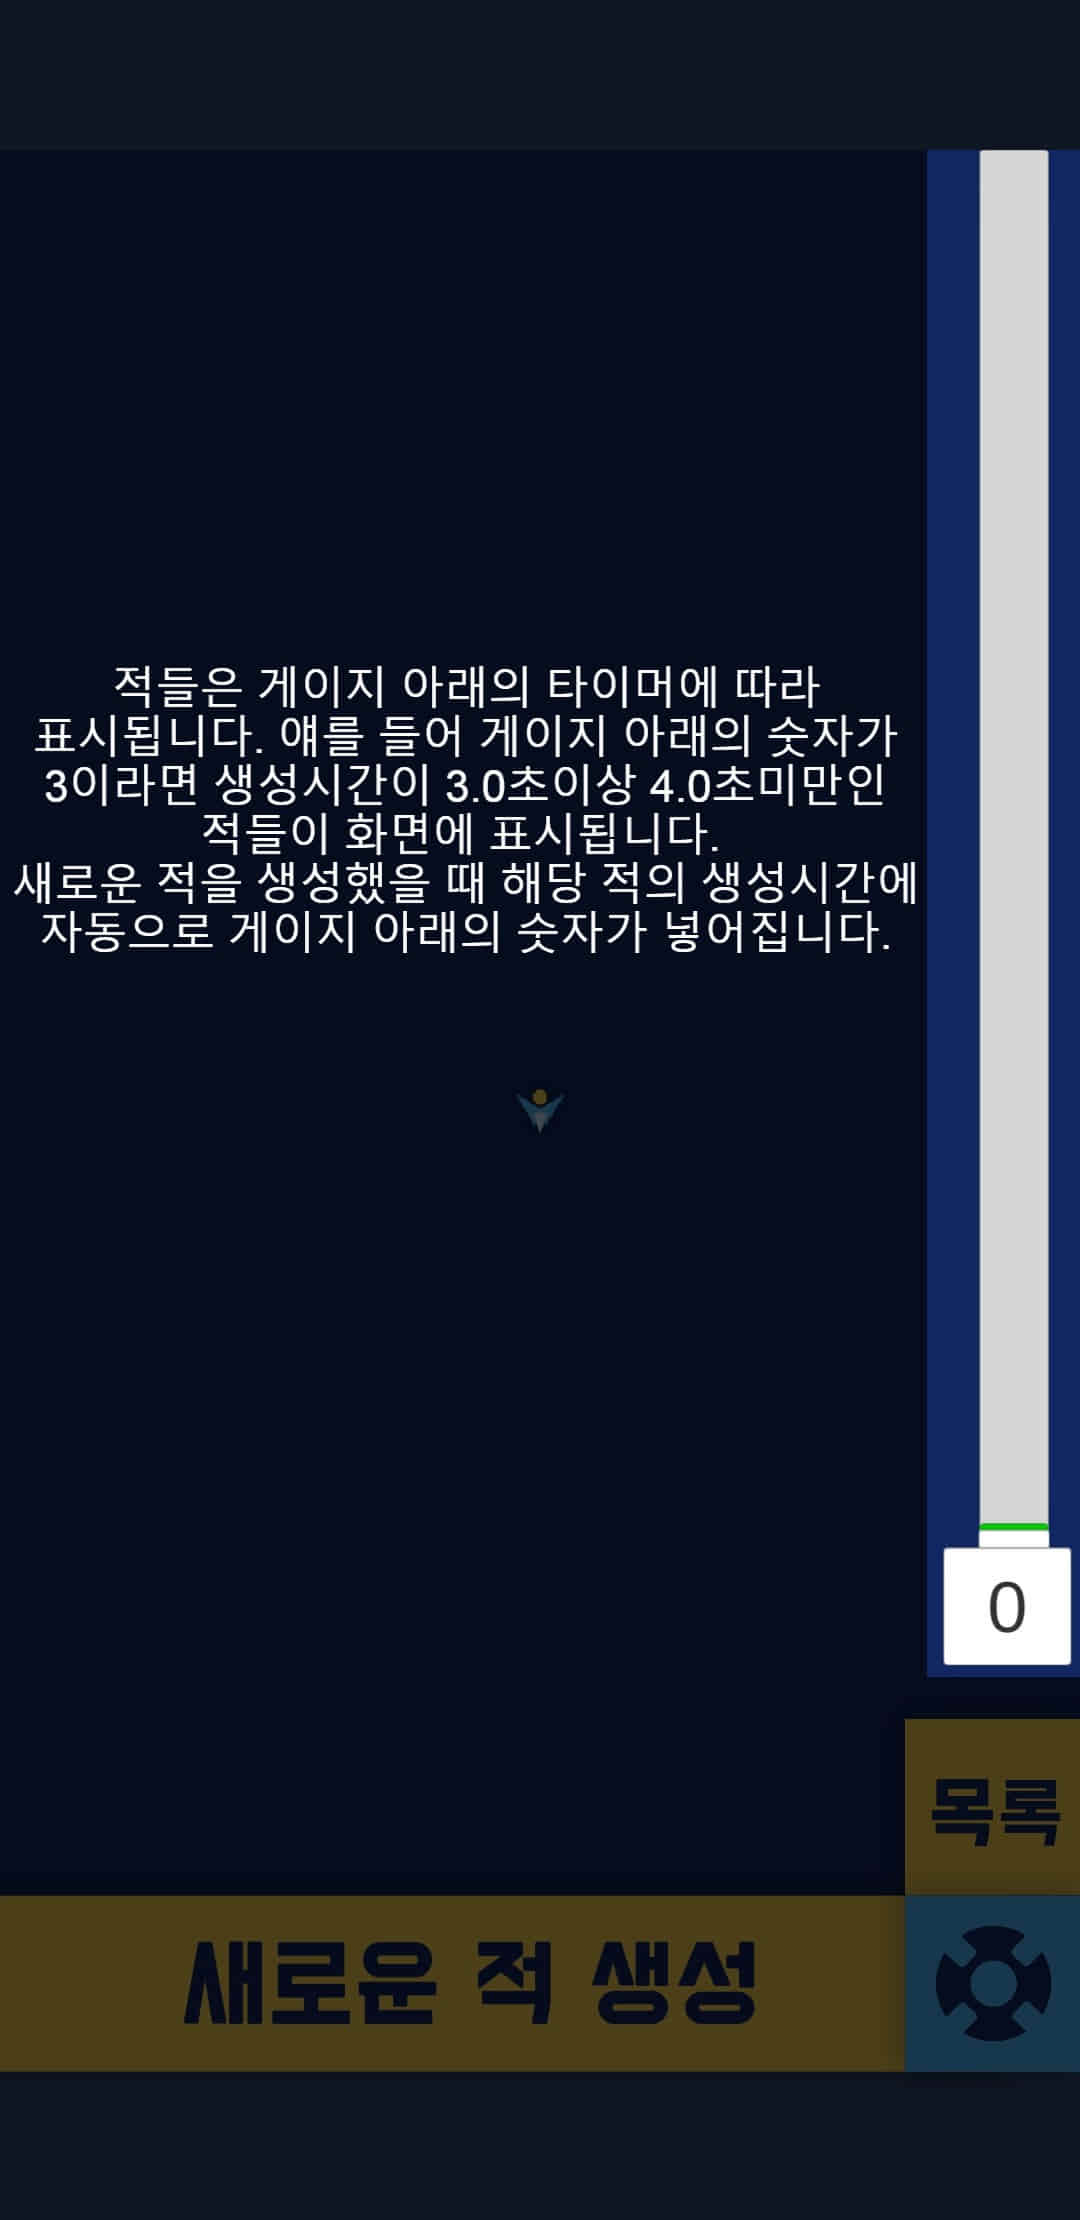 적들은 게이지 아래의 타이머에 따라
표시됩니다. 얘를 들어 게이지 아래의 숫자가
3이라면 생성시간이 3.0초이상 4.0초미만인
적들이 화면에 표시됩니다.
새로운 적을 생성했을 때 해당 적의 생성시간에
자동으로 게이지 아래의 숫자가 넣어집니다.
0
목록
새로운 적 생성